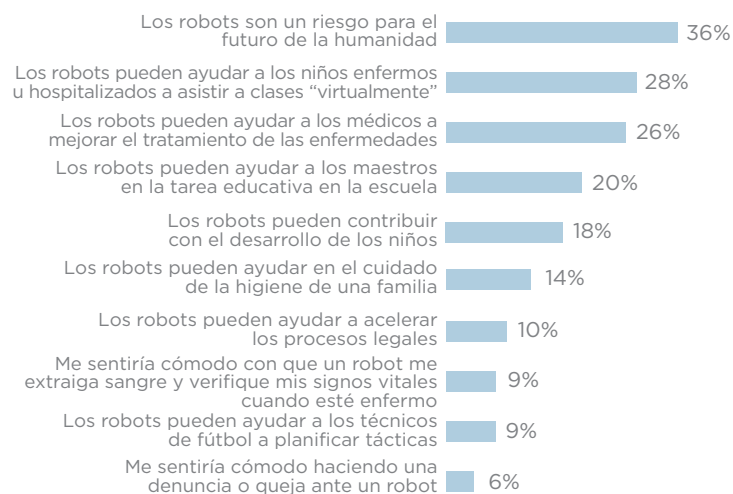 Los robots son un riesgo para el
futuro de la humanidad
36%
Los robots pueden ayudar a los niños enfermos
u hospitalizados a asistir a clases “virtualmente”
28%
Los robots pueden ayudar a los médicos a
mejorar el tratamiento de las enfermedades
26%
Los robots pueden ayudar a los maestros
en la tarea educativa en la escuela
20%
Los robots pueden contribuir
con el desarrollo de los niños
18%
Los robots pueden ayudar en el cuidado
de la higiene de una familia
14%
Los robots pueden ayudar a acelerar
los procesos legales
10%
Me sentiría cómodo con que un robot me
extraiga sangre y verifique mis signos vitales
cuando esté enfermo
9%
Los robots pueden ayudar a los técnicos
de fútbol a planificar tácticas
9%
Me sentiría cómodo haciendo una
denuncia o queja ante un robot
6%